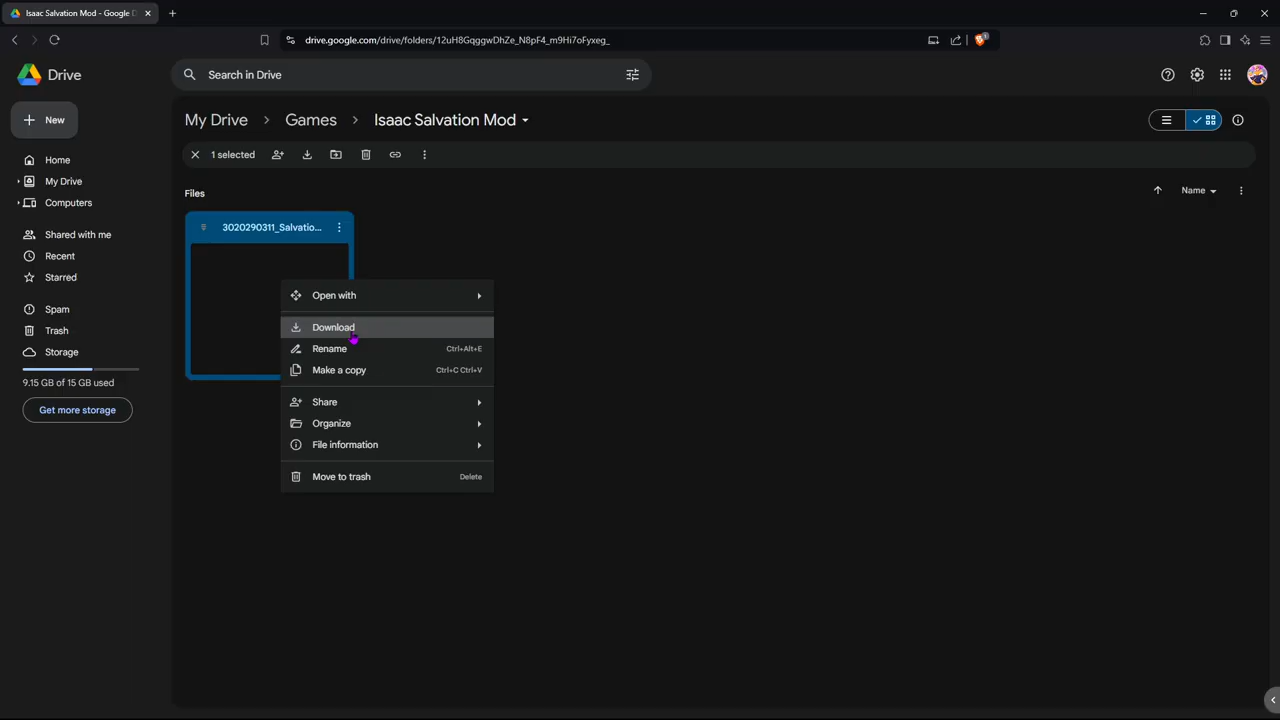 Isaac Salvation Mod - Google D
drive.google.com/drive/folders/12uH8GqggwDhZe_N8pF4_m9Hi7oFyxeg_
1
Drive
Search in Drive
New
My Drive > Games > Isaac Salvation Mod
1 selected
Home
My Drive
Computers
Shared with me
Recent
Starred
Spam
Trash
Storage
9.15 GB of 15 GB used
Get more storage
Files
Name
3020290311_Salvatio...
Open with
Download
Rename Ctrl+Alt+E
Make a copy Ctrl+C Ctrl+V
Share
Organize
File information
Move to trash Delete